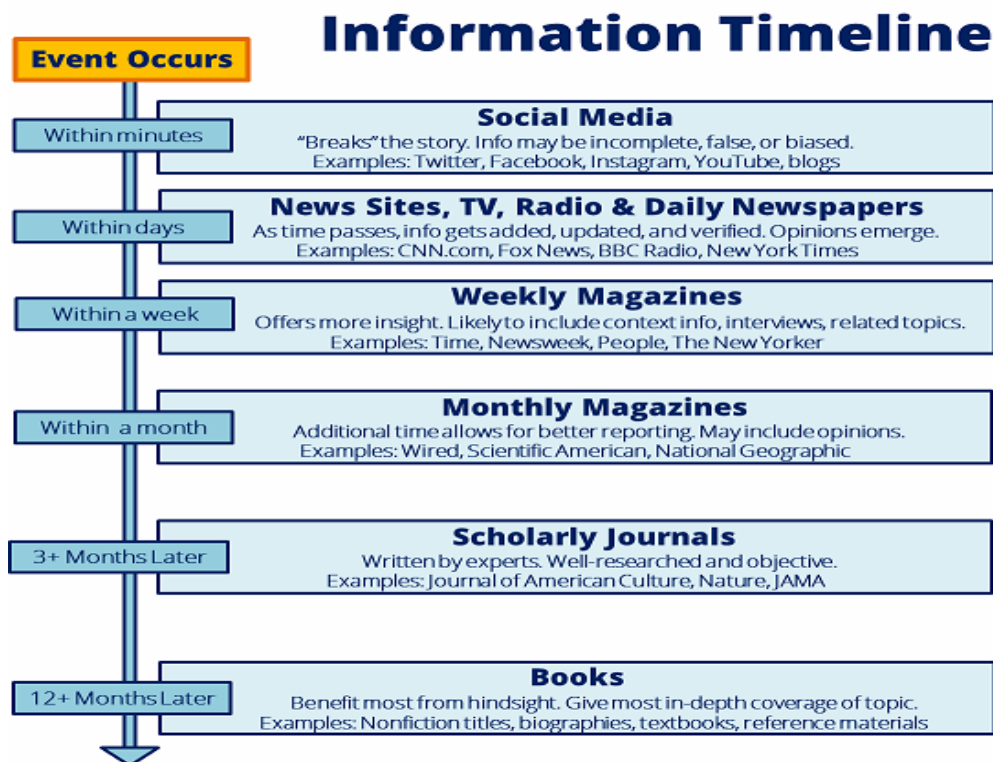 Information Timeline
Event Occurs
Within minutes
Social Media
“Breaks” the story. Info may be incomplete, false, or biased.
Examples: Twitter, Facebook, Instagram, YouTube, blogs
Within days
News Sites, TV, Radio & Daily Newspapers
As time passes, info gets added, updated, and verified. Opinions emerge.
Examples: CNN.com, Fox News, BBC Radio, New York Times
Within a week
Weekly Magazines
Offers more insight. Likely to include context info, interviews, related topics.
Examples: Time, Newsweek, People, The New Yorker
Within a month
Monthly Magazines
Additional time allows for better reporting. May include opinions.
Examples: Wired, Scientific American, National Geographic
3+ Months Later
Scholarly Journals
Written by experts. Well-researched and objective.
Examples: Journal of American Culture, Nature, JAMA
12+ Months Later
Books
Benefit most from hindsight. Give most in-depth coverage of topic.
Examples: Nonfiction titles, biographies, textbooks, reference materials